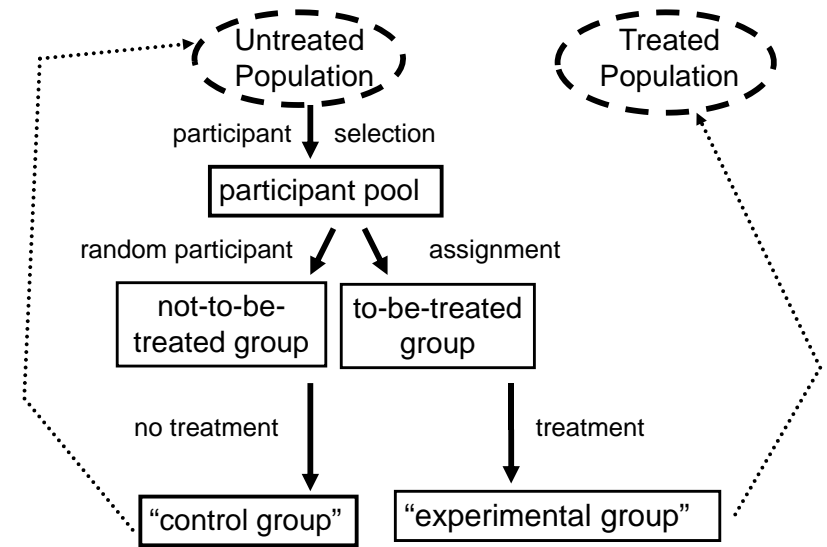 Untreated
Population
Treated
Population
participant selection
participant pool
random participant assignment
not-to-be-
treated group
to-be-treated
group
no treatment
treatment
“control group”
“experimental group”